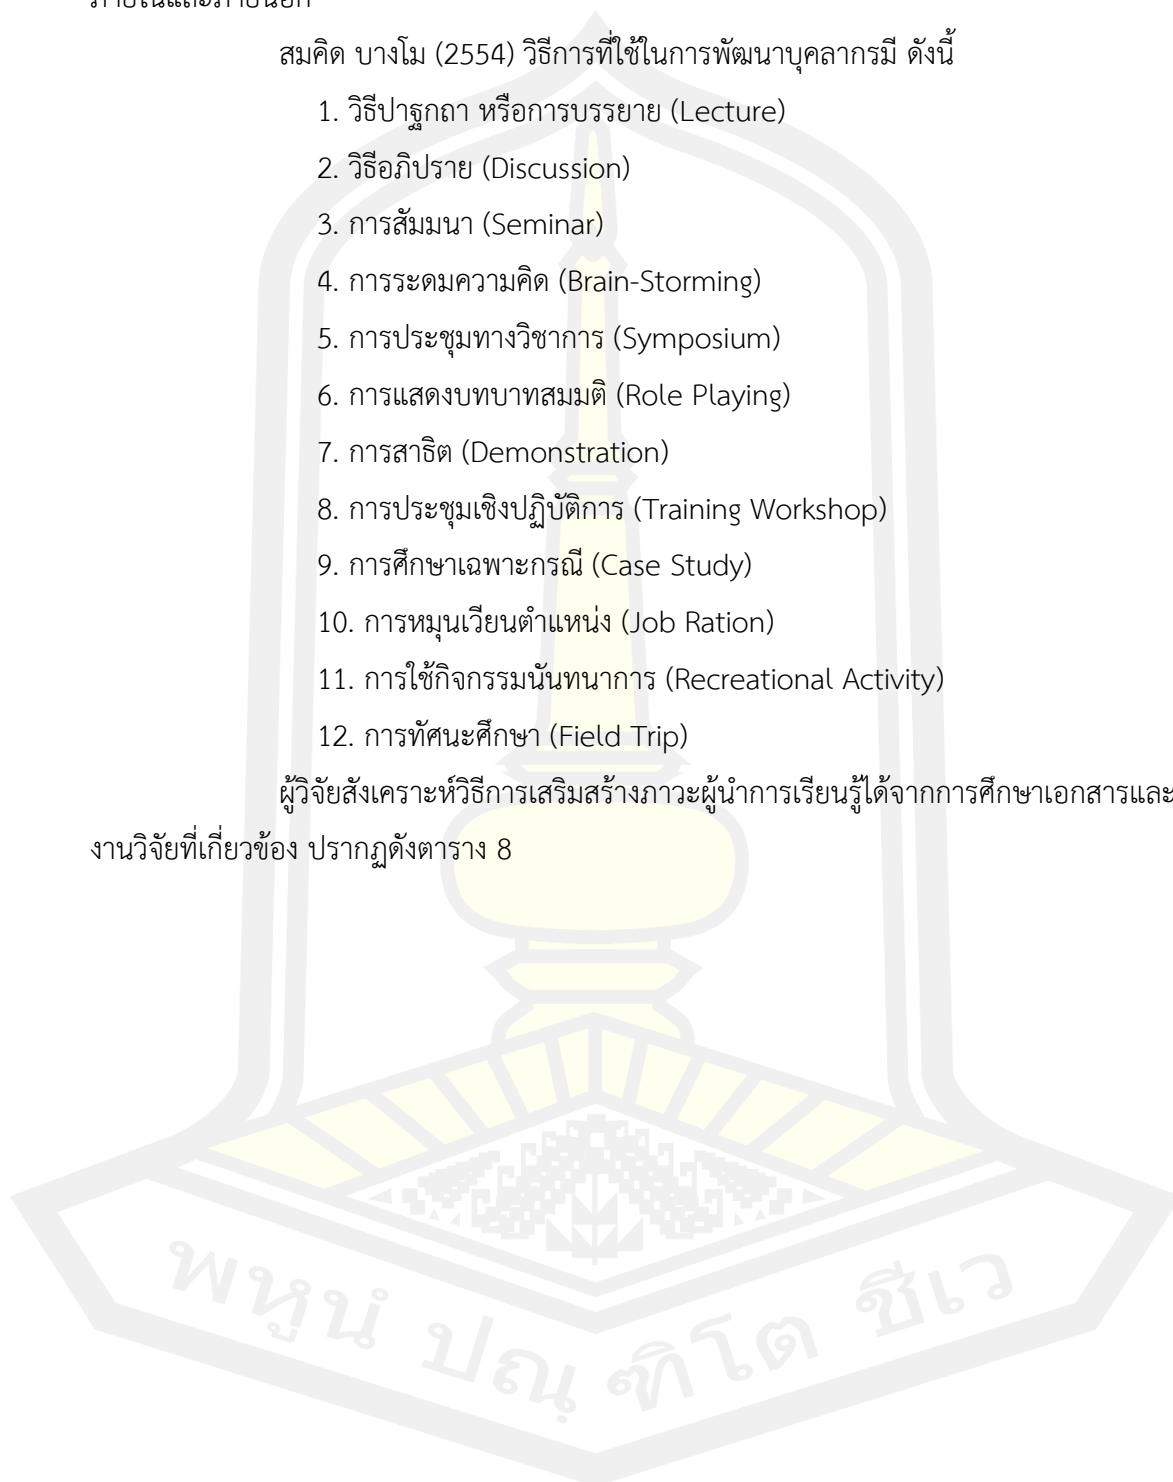 ภายในและภายนอก
สมคิด บางโม (2554) วิธีการที่ใช้ในการพัฒนาบุคลากรมี ดังนี้
1. วิธีปาฐกถา หรือการบรรยาย (Lecture)
2. วิธีอภิปราย (Discussion)
3. การสัมมนา (Seminar)
4. การระดมความคิด (Brain-Storming)
5. การประชุมทางวิชาการ (Symposium)
6. การแสดงบทบาทสมมติ (Role Playing)
7. การสาธิต (Demonstration)
8. การประชุมเชิงปฏิบัติการ (Training Workshop)
9. การศึกษาเฉพาะกรณี (Case Study)
10. การหมุนเวียนตำแหน่ง (Job Ration)
11. การใช้กิจกรรมนันทนาการ (Recreational Activity)
12. การทัศนะศึกษา (Field Trip)
ผู้วิจัยสังเคราะห์วิธีการเสริมสร้างภาวะผู้นำการเรียนรู้ได้จากการศึกษาเอกสารและ
งานวิจัยที่เกี่ยวข้อง ปรากฏดังตาราง 8
พหูนํ ปณฺฑิโต ชีเว